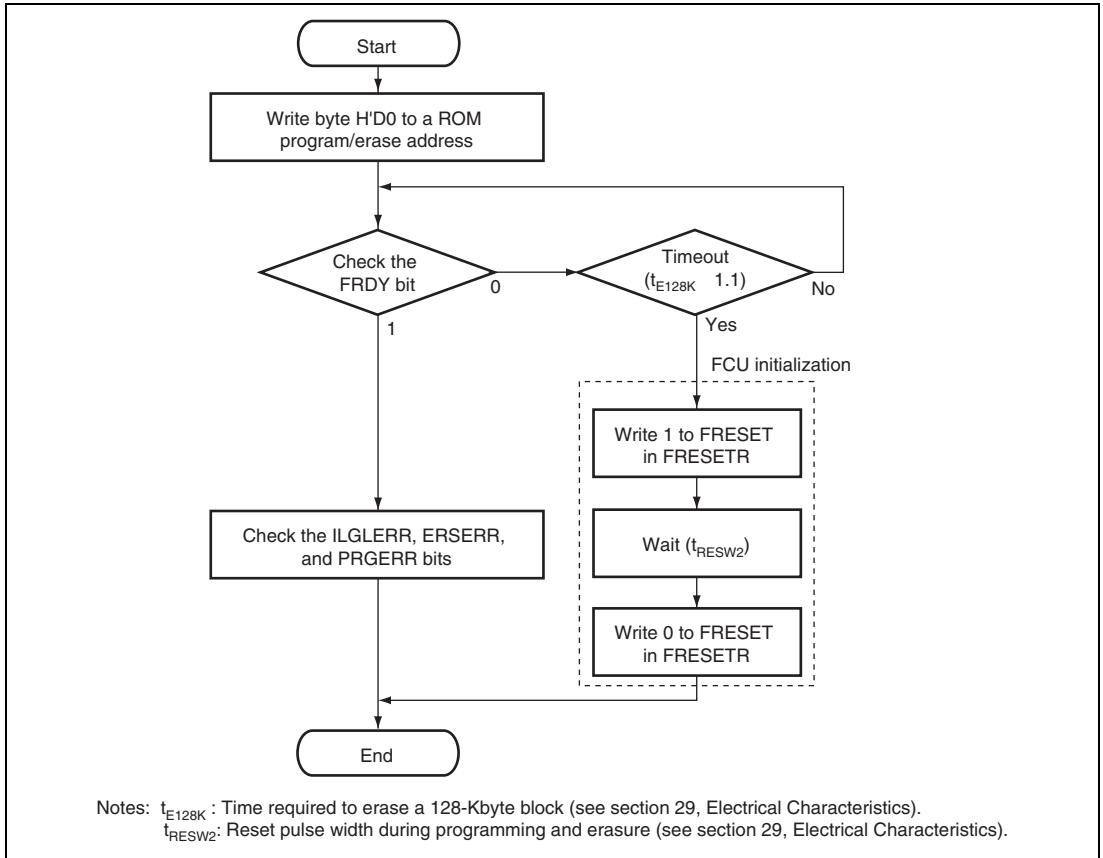 Start
Write byte H'D0 to a ROM
program/erase address
Check the
FRDY bit
0
1
Timeout
(tE128K 1.1)
No
Yes
FCU initialization
Write 1 to FRESET
in FRESETR
Wait (tRESW2)
Write 0 to FRESET
in FRESETR
Check the ILGLERR, ERSERR,
and PRGERR bits
End
Notes: tE128K : Time required to erase a 128-Kbyte block (see section 29, Electrical Characteristics).
tRESW2: Reset pulse width during programming and erasure (see section 29, Electrical Characteristics).